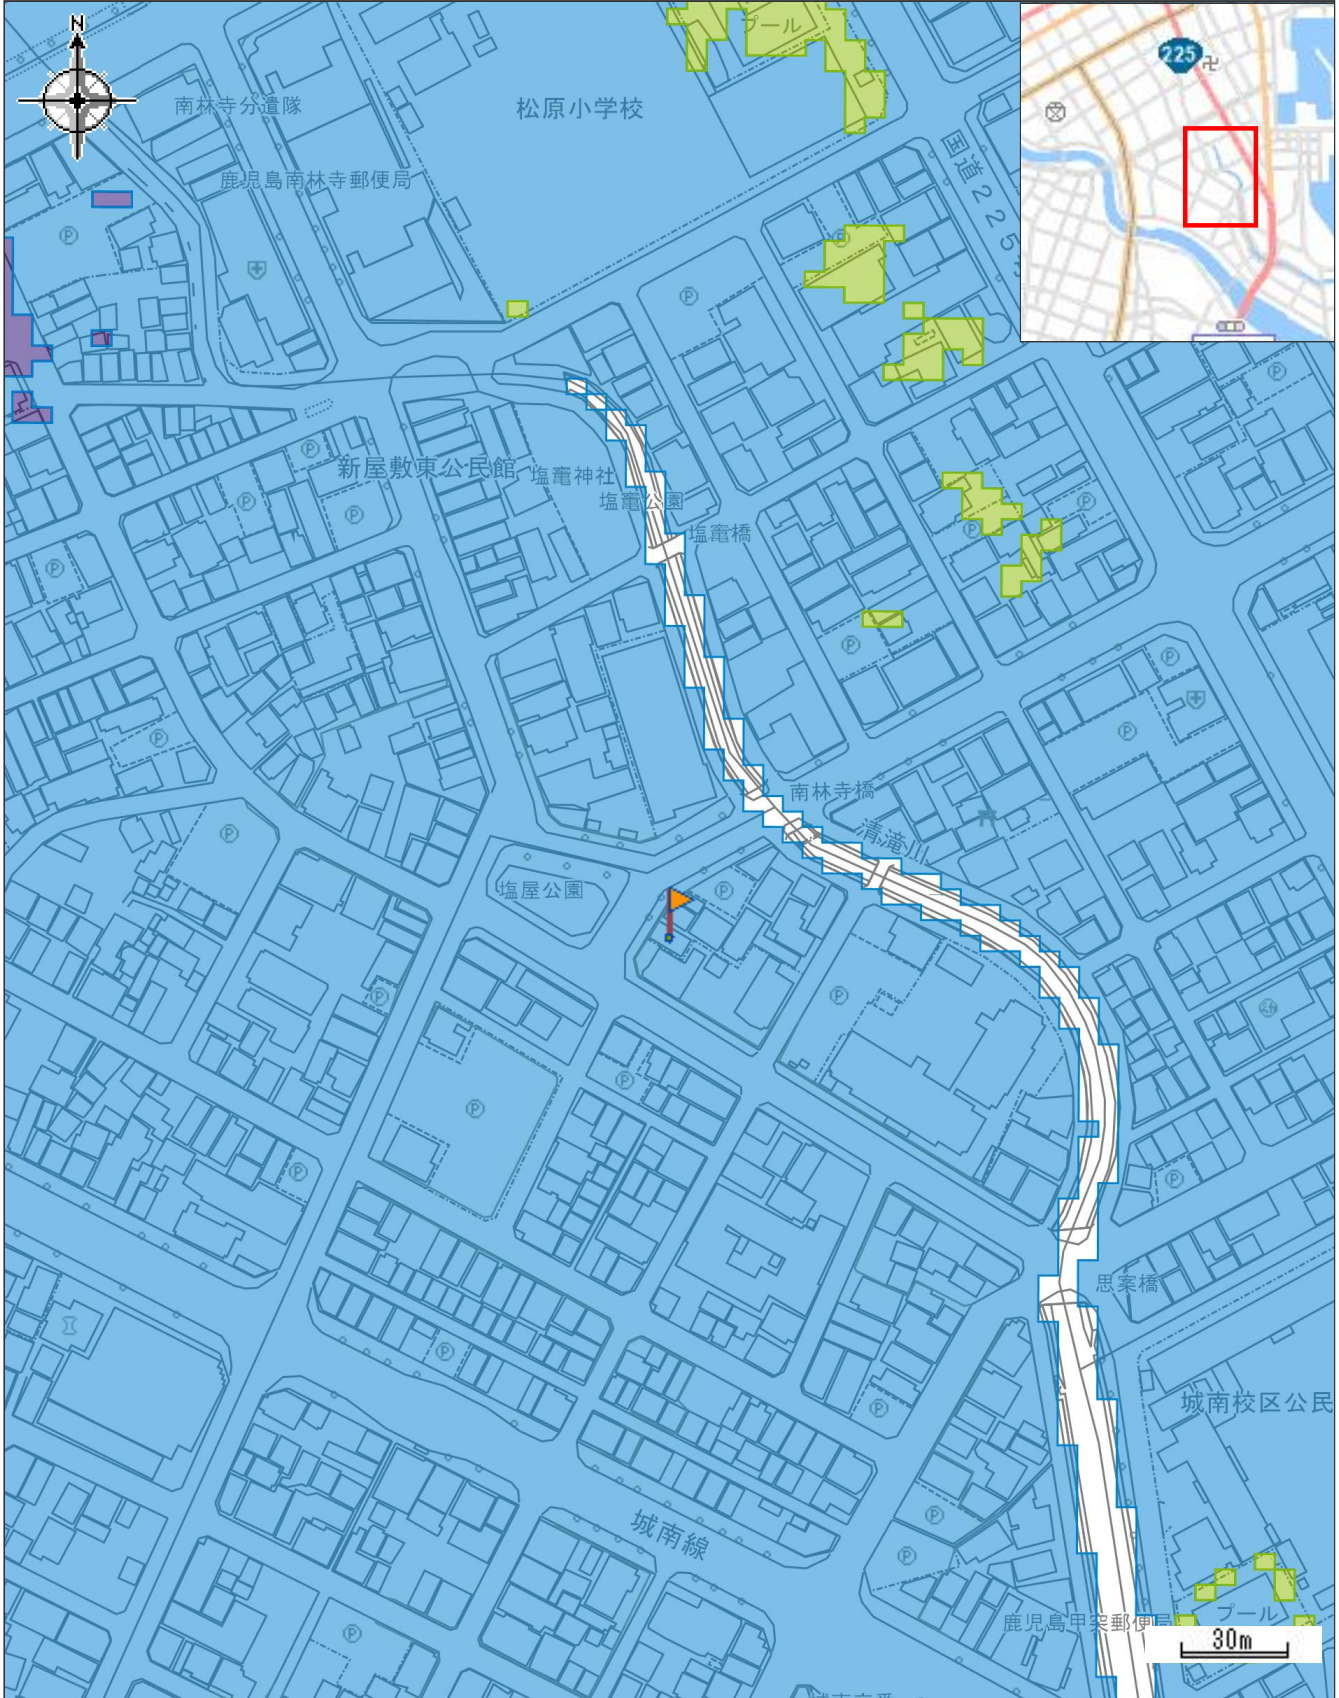 N
プール
225
南林寺分遣隊
松原小学校
国道225
鹿児島南林寺郵便局
新屋敷東公民館
塩竃神社
塩竃公園
塩竃橋
南林寺橋
清滝川
塩屋公園
思案橋
城南校区公民
城南線
鹿児島甲突郵便局
プール
30m